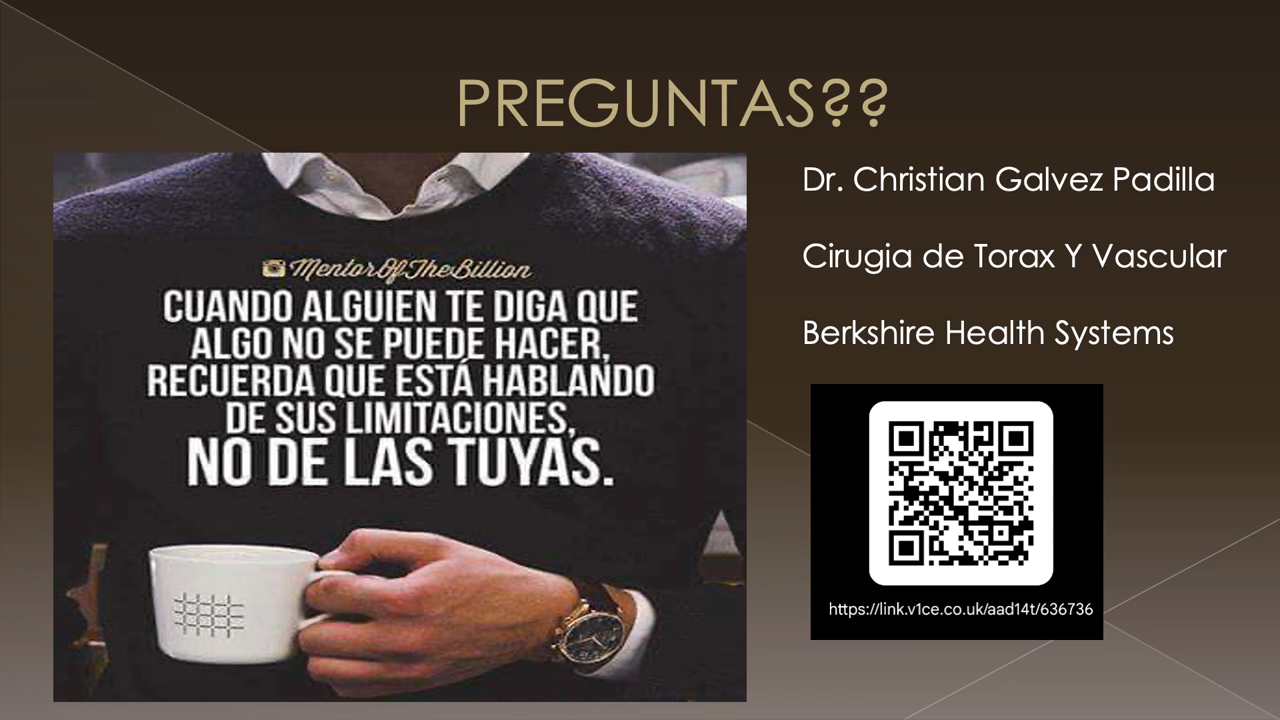 PREGUNTAS??
MentorOfTheBillion
CUANDO ALGUIEN TE DIGA QUE
ALGO NO SE PUEDE HACER,
RECUERDA QUE ESTÁ HABLANDO
DE SUS LIMITACIONES,
NO DE LAS TUYAS.
Dr. Christian Galvez Padilla
Cirugia de Torax Y Vascular
Berkshire Health Systems
https://link.v1ce.co.uk/aad14t/636736